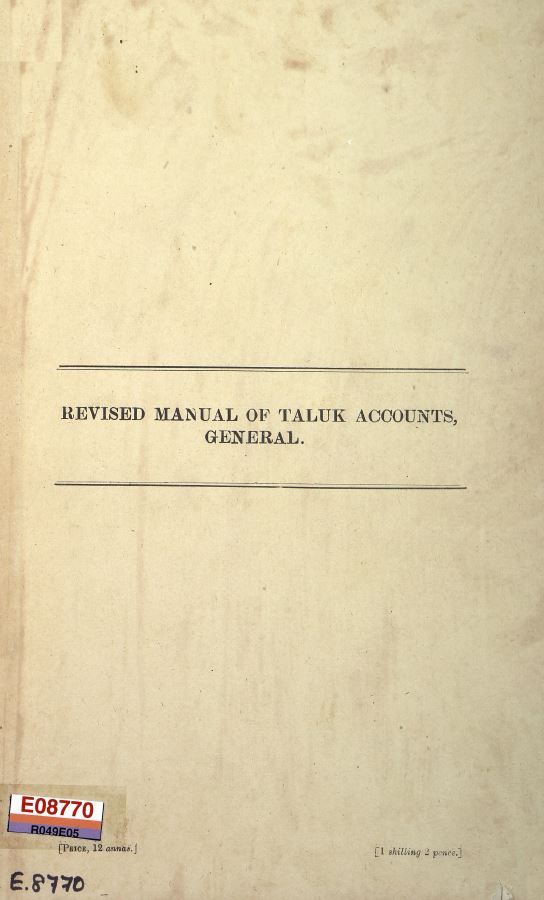 REVISED MANUAL OF TALUK ACCOUNTS,
GENERAL.
E08770
R049E05
[PRICE, 12 annas.]
[1 shilling 2 pence.]
E.8770